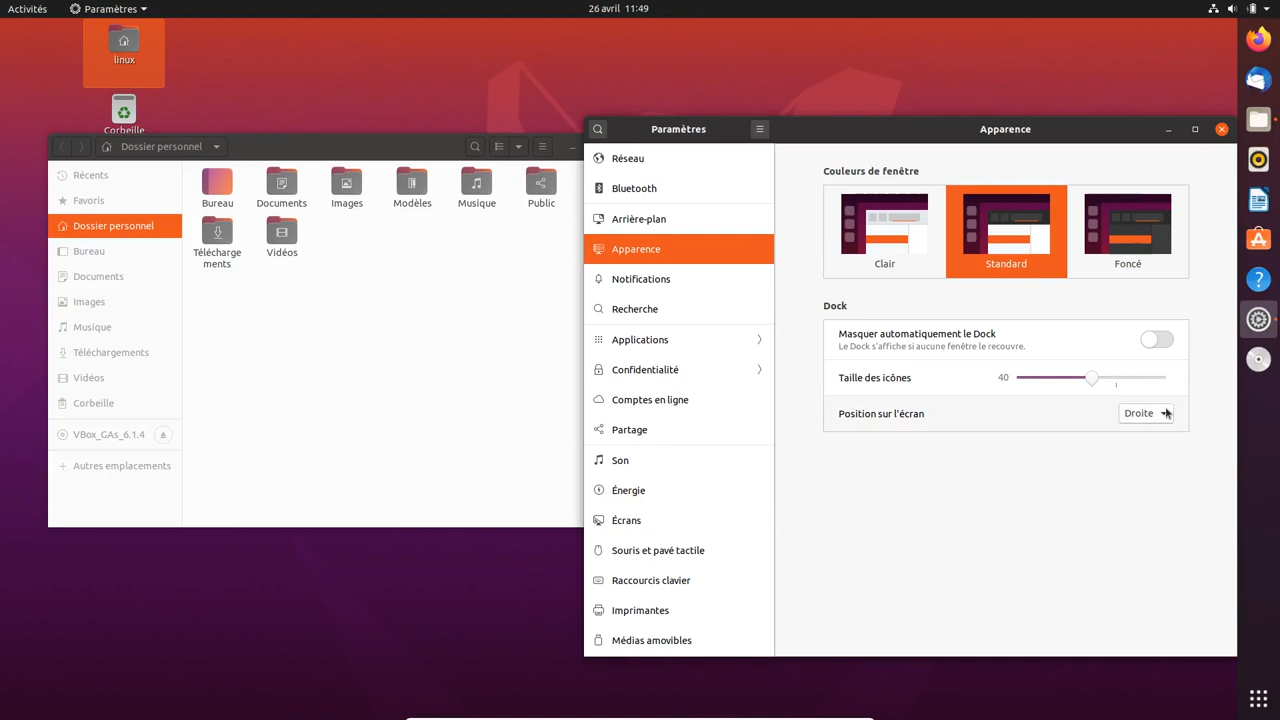 Activités
Paramètres
26 avril 11:49
linux
Corbeille
Dossier personnel
Récents
Favoris
Dossier personnel
Bureau
Documents
Images
Musique
Téléchargements
Vidéos
Corbeille
VBox_GAs_6.1.4
Autres emplacements
Bureau
Documents
Images
Modèles
Musique
Public
Télécharge
ments
Vidéos
Paramètres
Réseau
Bluetooth
Arrière-plan
Apparence
Notifications
Recherche
Applications
Confidentialité
Comptes en ligne
Partage
Son
Énergie
Écrans
Souris et pavé tactile
Raccourcis clavier
Imprimantes
Médias amovibles
Apparence
Couleurs de fenêtre
Clair
Standard
Foncé
Dock
Masquer automatiquement le Dock
Le Dock s'affiche si aucune fenêtre le recouvre.
Taille des icônes
40
Position sur l'écran
Droite